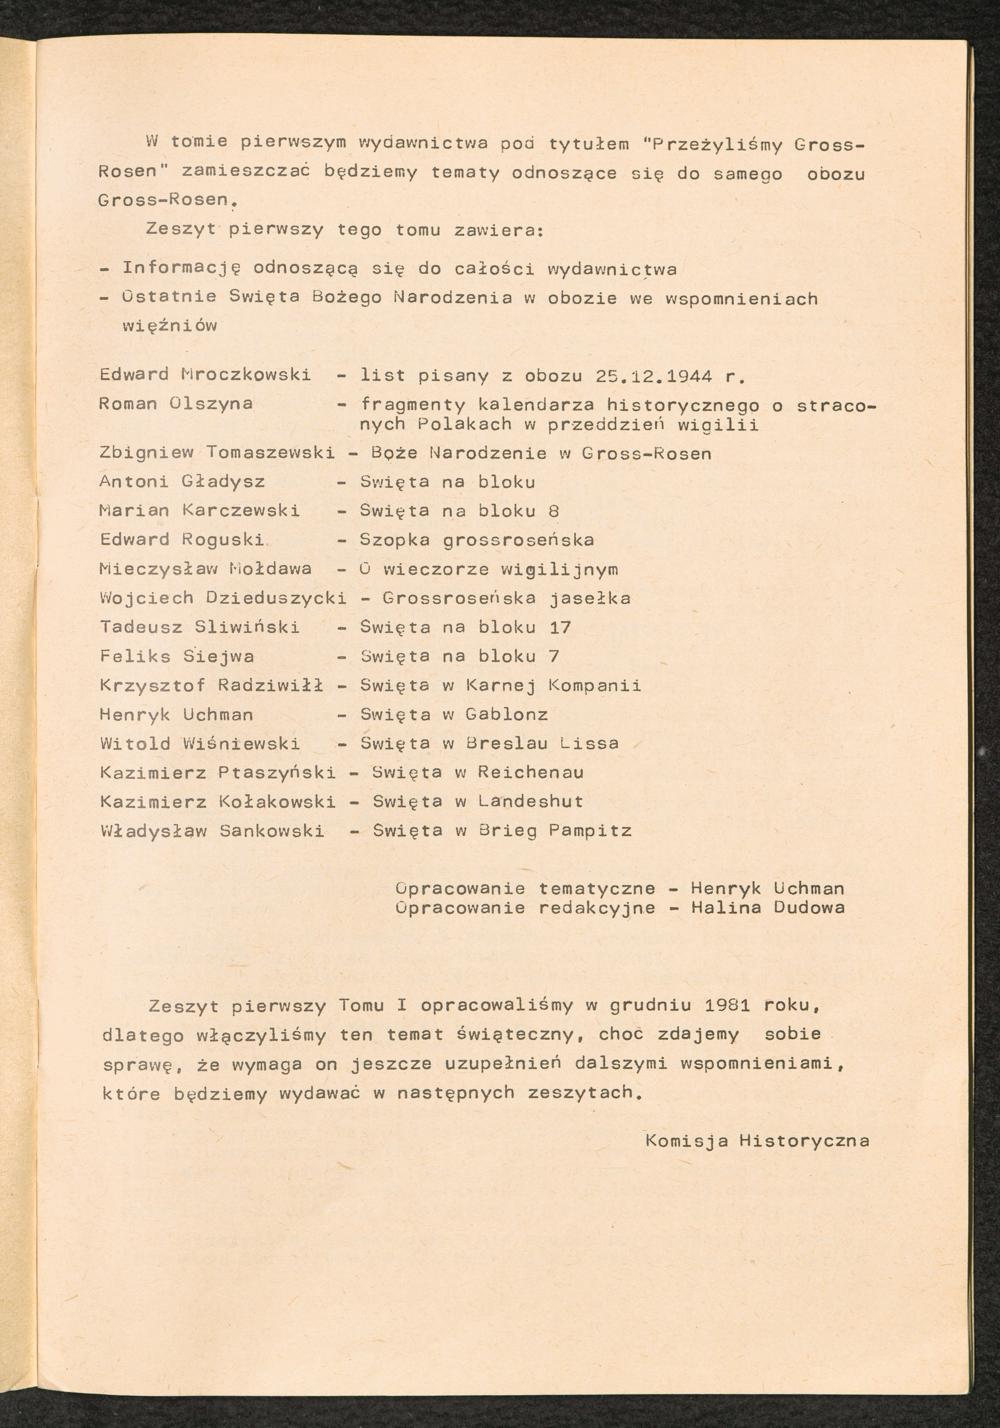 W tomie pierwszym wydawnictwa pod tytułem "Przeżyliśmy Gross-
Rosen" zamieszczać będziemy tematy odnoszące się do samego obozu
Gross-Rosen.
Zeszyt pierwszy tego tomu zawiera:
- Informację odnoszącą się do całości wydawnictwa
- Ostatnie Święta Bożego Narodzenia w obozie we wspomnieniach
więźniów
Edward Mroczkowski - list pisany z obozu 25.12.1944 r.
Roman Olszyna - fragmenty kalendarza historycznego o straco-
nych Polakach w przeddzień wigilii
Zbigniew Tomaszewski - Boże Narodzenie w Gross-Rosen
Antoni Gładysz - Święta na bloku
Marian Karczewski - Święta na bloku 8
Edward Roguski - Szopka grossroseńska
Mieczysław Mołdawa - O wieczorze wigilijnym
Wojciech Dzieduszycki - Grossroseńska jasełka
Tadeusz Sliwiński - Święta na bloku 17
Feliks Siejwa - Święta na bloku 7
Krzysztof Radziwiłł - Święta w Karnej Kompanii
Henryk Uchman - Święta w Gablonz
Witold Wiśniewski - Święta w Breslau Lissa
Kazimierz Ptaszyński - Święta w Reichenau
Kazimierz Kołakowski - Święta w Landeshut
Władysław Sankowski - Święta w Brieg Pampitz
Opracowanie tematyczne - Henryk Uchman
Opracowanie redakcyjne - Halina Dudowa
Zeszyt pierwszy Tomu I opracowaliśmy w grudniu 1981 roku,
dlatego włączyliśmy ten temat świąteczny, choć zdajemy sobie
sprawę, że wymaga on jeszcze uzupełnień dalszymi wspomnieniami,
które będziemy wydawać w następnych zeszytach.
Komisja Historyczna